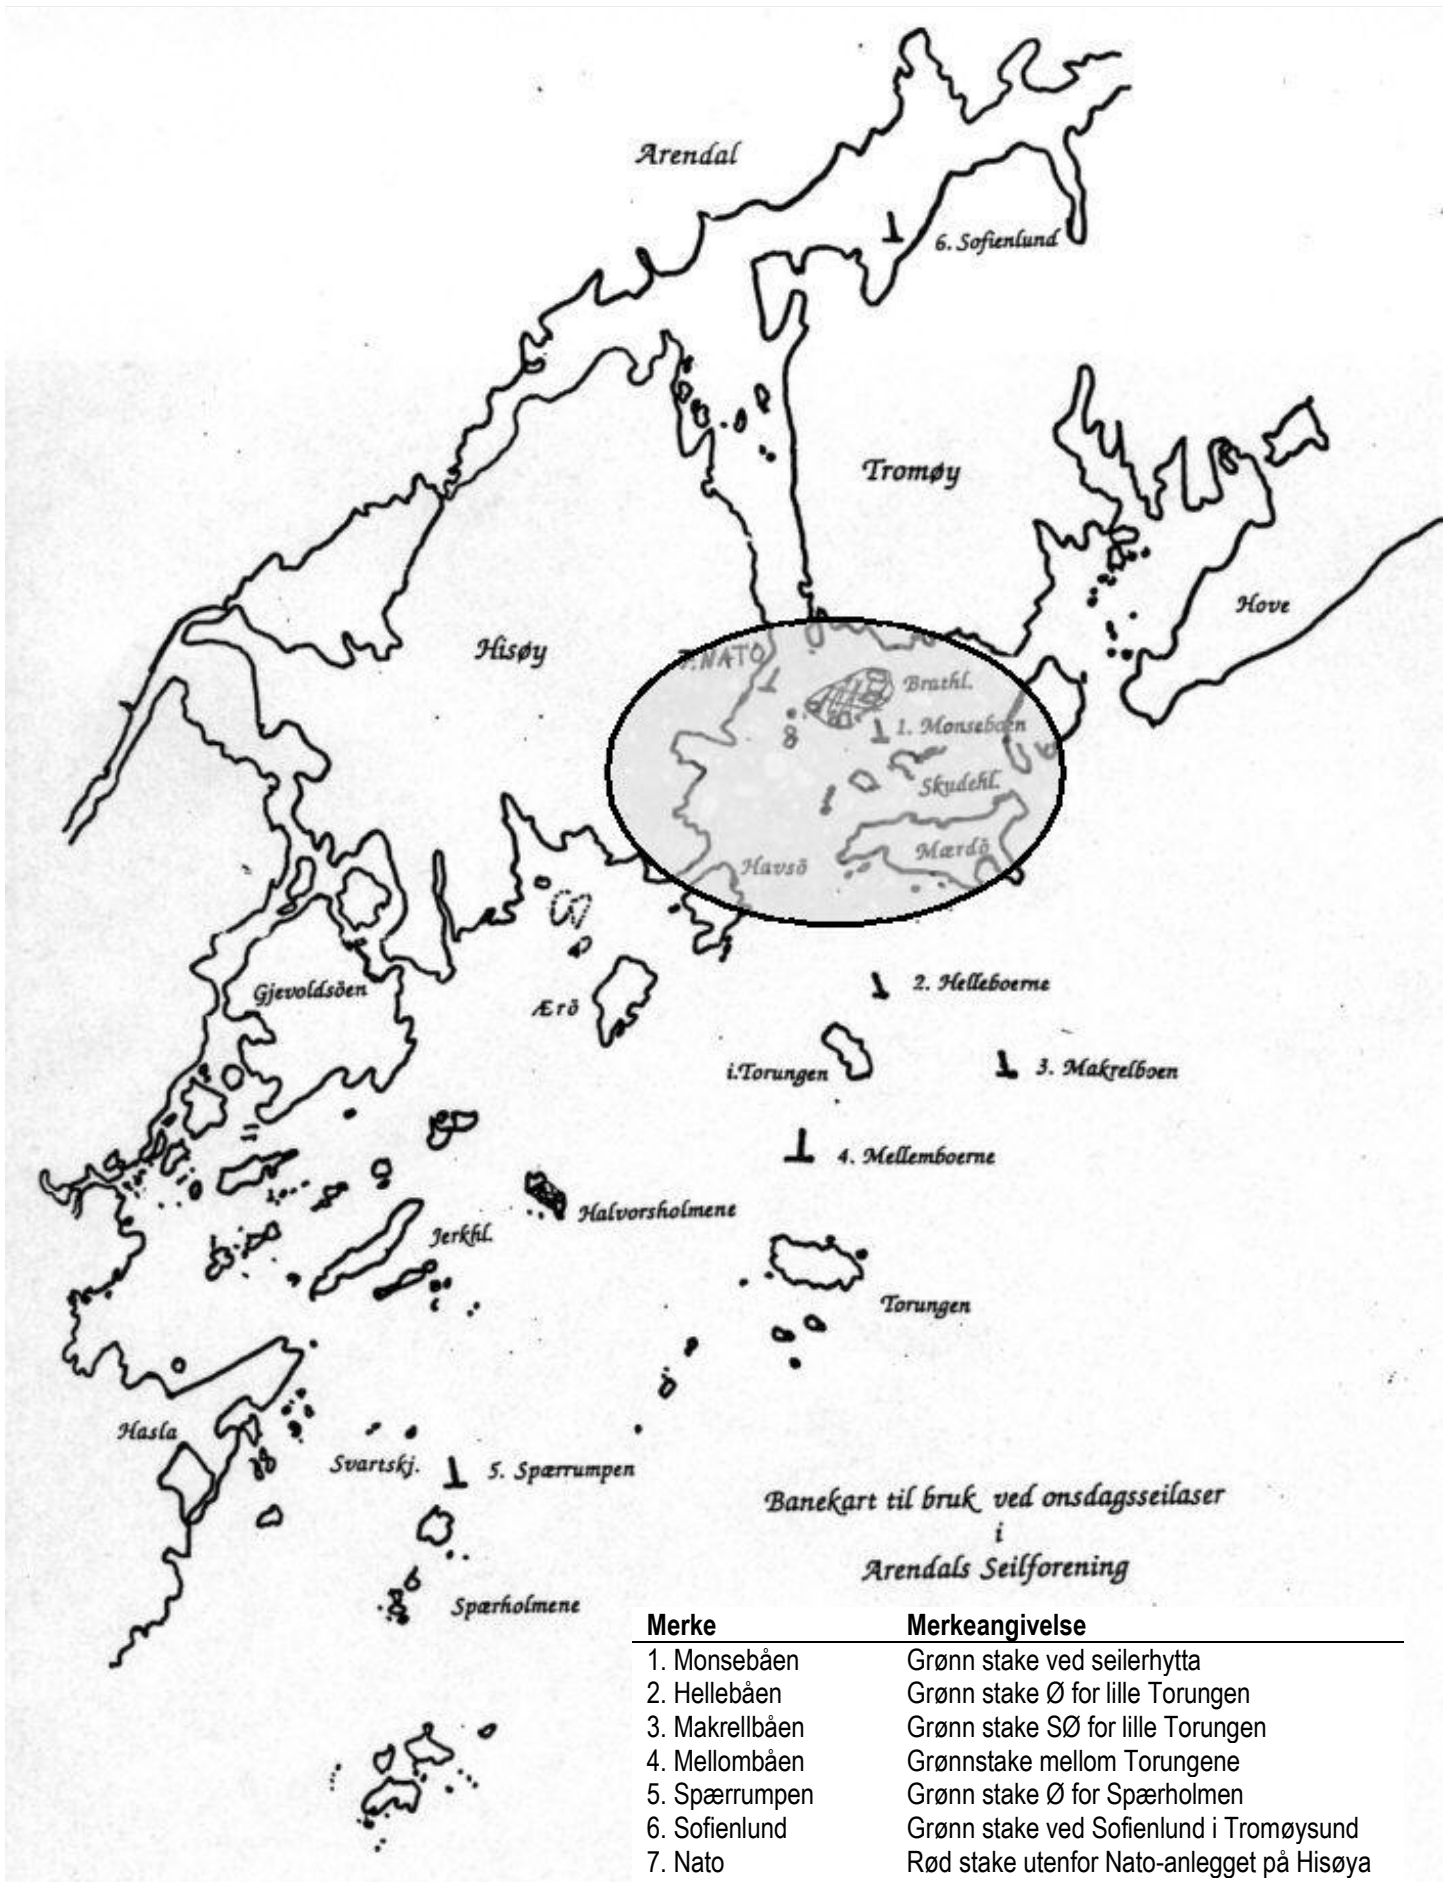 Arendal
6. Sofienlund
Tromøy
Hove
Hisøy
7. NATO
Brathl.
1. Monseboen
Skudehl.
Mærdö
Havsö
Gjevoldsöen
Ærö
2. Helleboerne
i.Torungen
3. Makrelboen
4. Mellemboerne
Halvorsholmene
Jerkhl.
Torungen
Hasla
Svartskj.
5. Spærrumpen
Banekart til bruk ved onsdagsseilaser
i
Arendals Seilforening
Spærholmene
Merke Merkeangivelse
1. Monsebåen Grønn stake ved seilerhytta
2. Hellebåen Grønn stake Ø for lille Torungen
3. Makrellbåen Grønn stake SØ for lille Torungen
4. Mellombåen Grønnstake mellom Torungene
5. Spærrumpen Grønn stake Ø for Spærholmen
6. Sofienlund Grønn stake ved Sofienlund i Tromøysund
7. Nato Rød stake utenfor Nato-anlegget på Hisøya